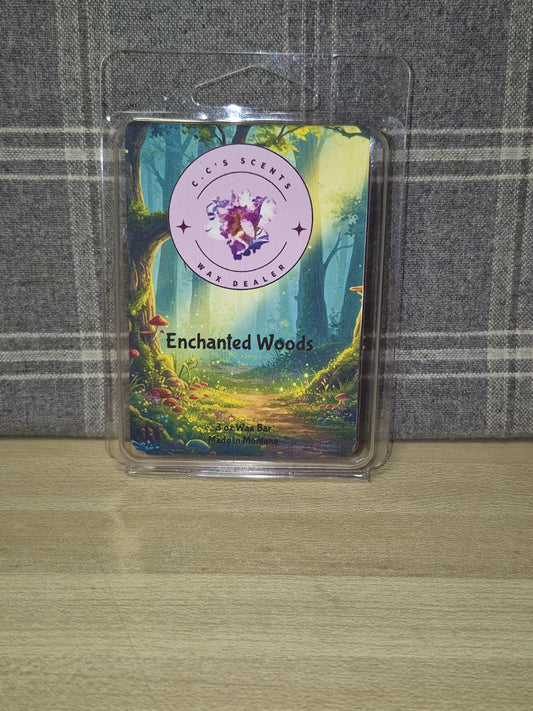 C.C'S SCENTS
WAX DEALER
Enchanted Woods
3 oz Wax Bar
Made in Montana